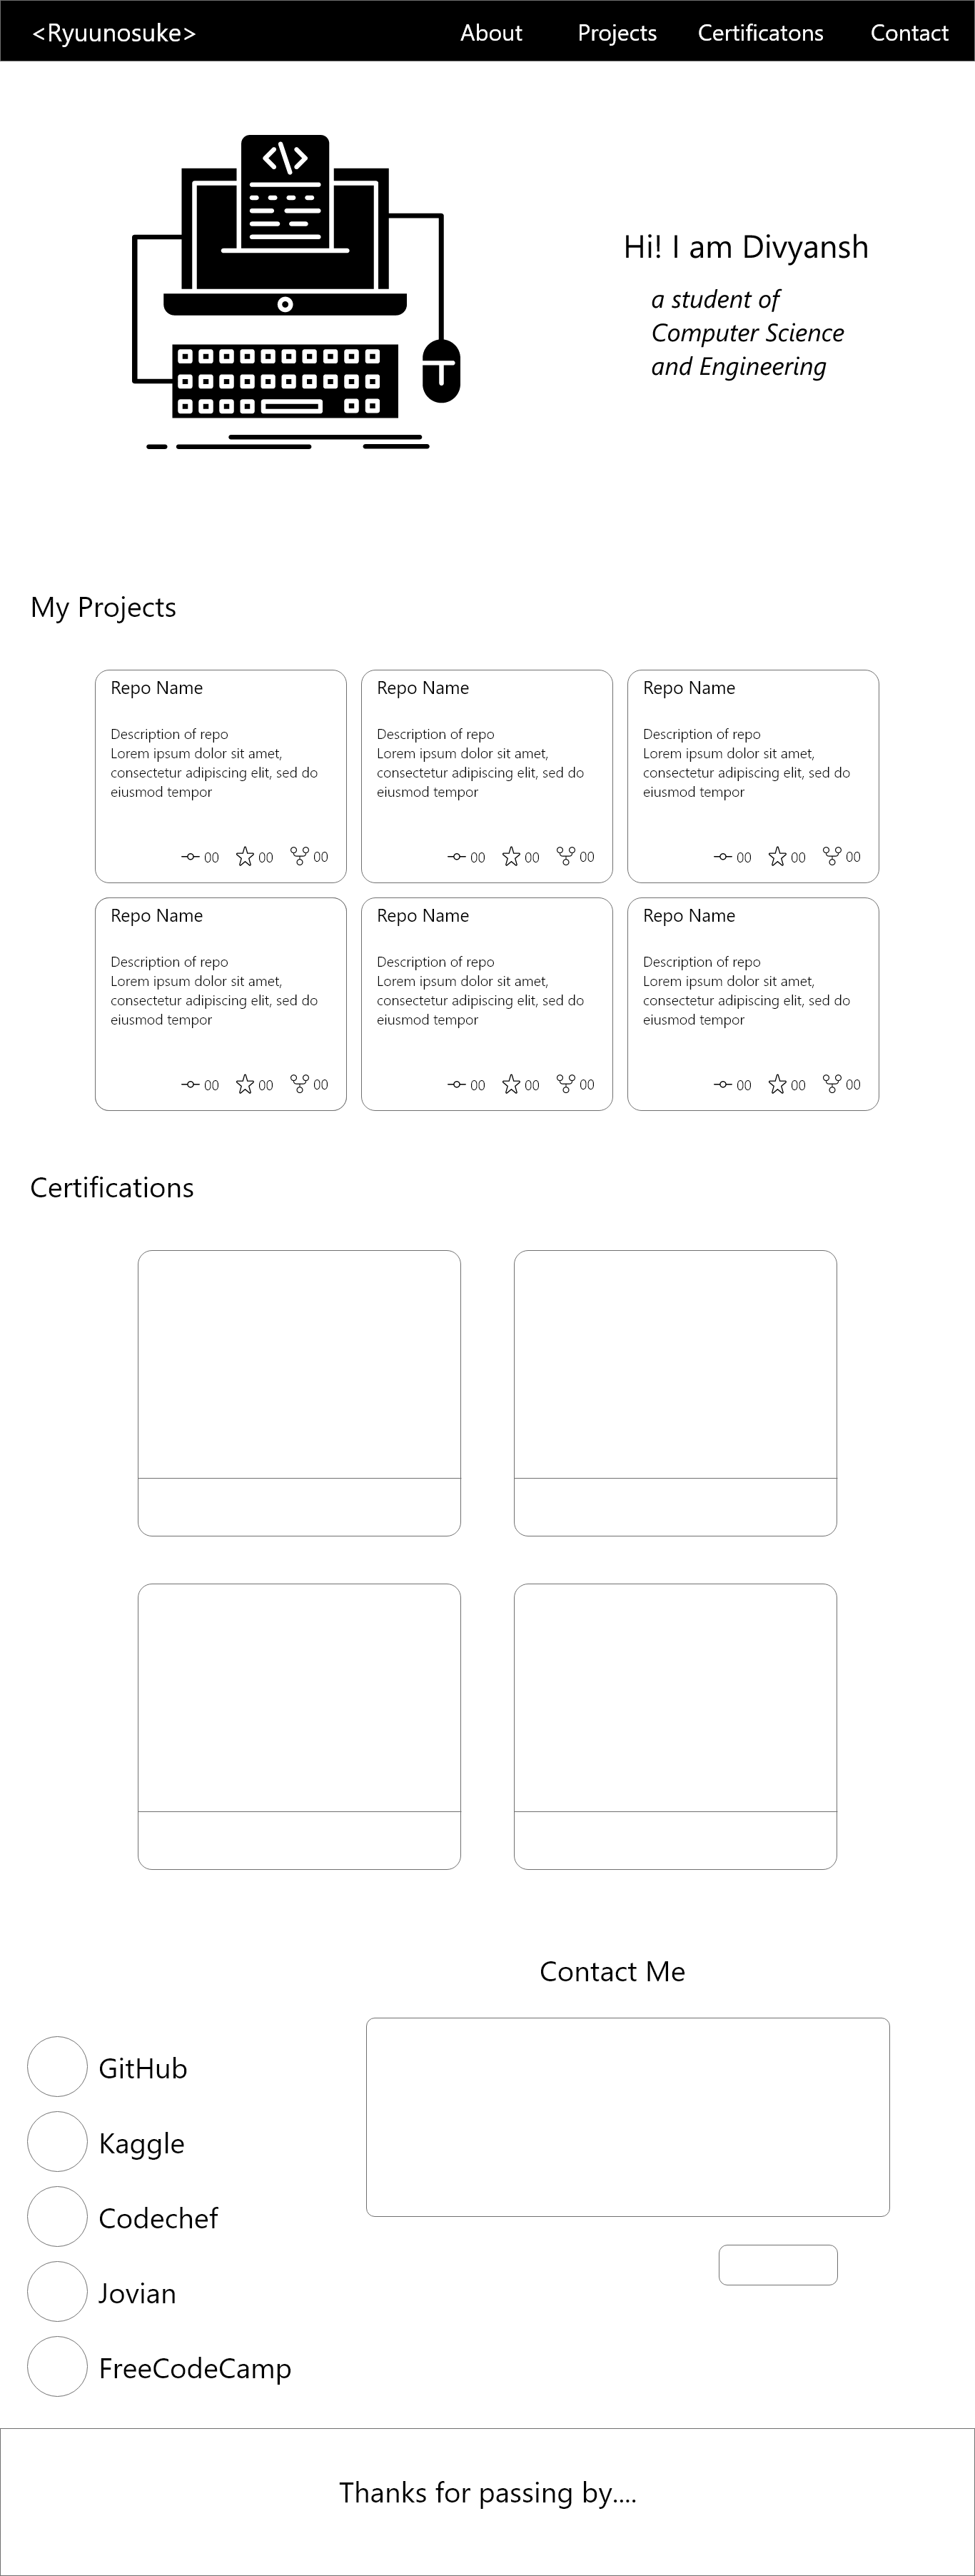 <Ryuunosuke>
About
Projects
Certificatons
Contact
</>
Hi! I am Divyansh
a student of
Computer Science
and Engineering
My Projects
Repo Name
Description of repo
Lorem ipsum dolor sit amet,
consectetur adipiscing elit, sed do
eiusmod tempor
00 00 00
Repo Name
Description of repo
Lorem ipsum dolor sit amet,
consectetur adipiscing elit, sed do
eiusmod tempor
00 00 00
Repo Name
Description of repo
Lorem ipsum dolor sit amet,
consectetur adipiscing elit, sed do
eiusmod tempor
00 00 00
Repo Name
Description of repo
Lorem ipsum dolor sit amet,
consectetur adipiscing elit, sed do
eiusmod tempor
00 00 00
Repo Name
Description of repo
Lorem ipsum dolor sit amet,
consectetur adipiscing elit, sed do
eiusmod tempor
00 00 00
Repo Name
Description of repo
Lorem ipsum dolor sit amet,
consectetur adipiscing elit, sed do
eiusmod tempor
00 00 00
Certifications
Contact Me
GitHub
Kaggle
Codechef
Jovian
FreeCodeCamp
Thanks for passing by....